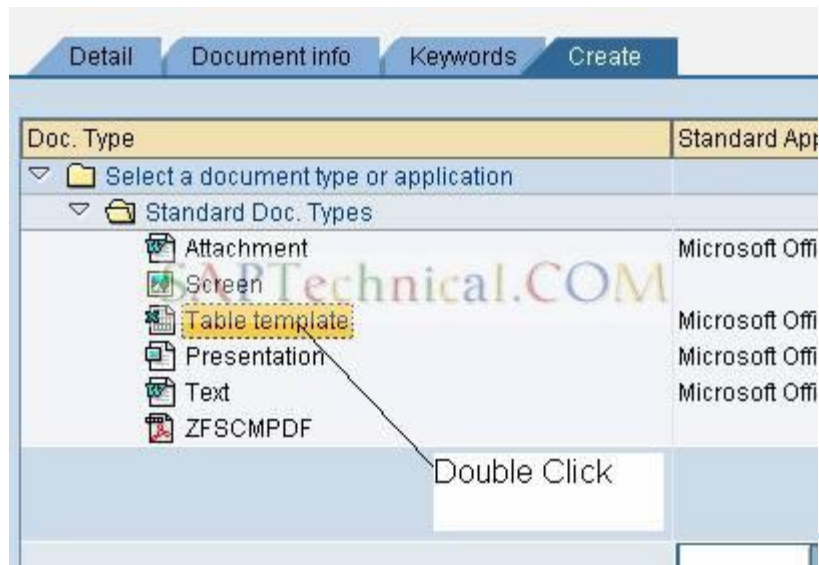 Detail Document info Keywords Create
Doc. Type Standard App
Select a document type or application
Standard Doc. Types
Attachment Microsoft Offi
SAPTechnical.COM
Screen
Table template Microsoft Offi
Presentation Microsoft Offi
Text Microsoft Offi
ZFSCMPDF
Double Click